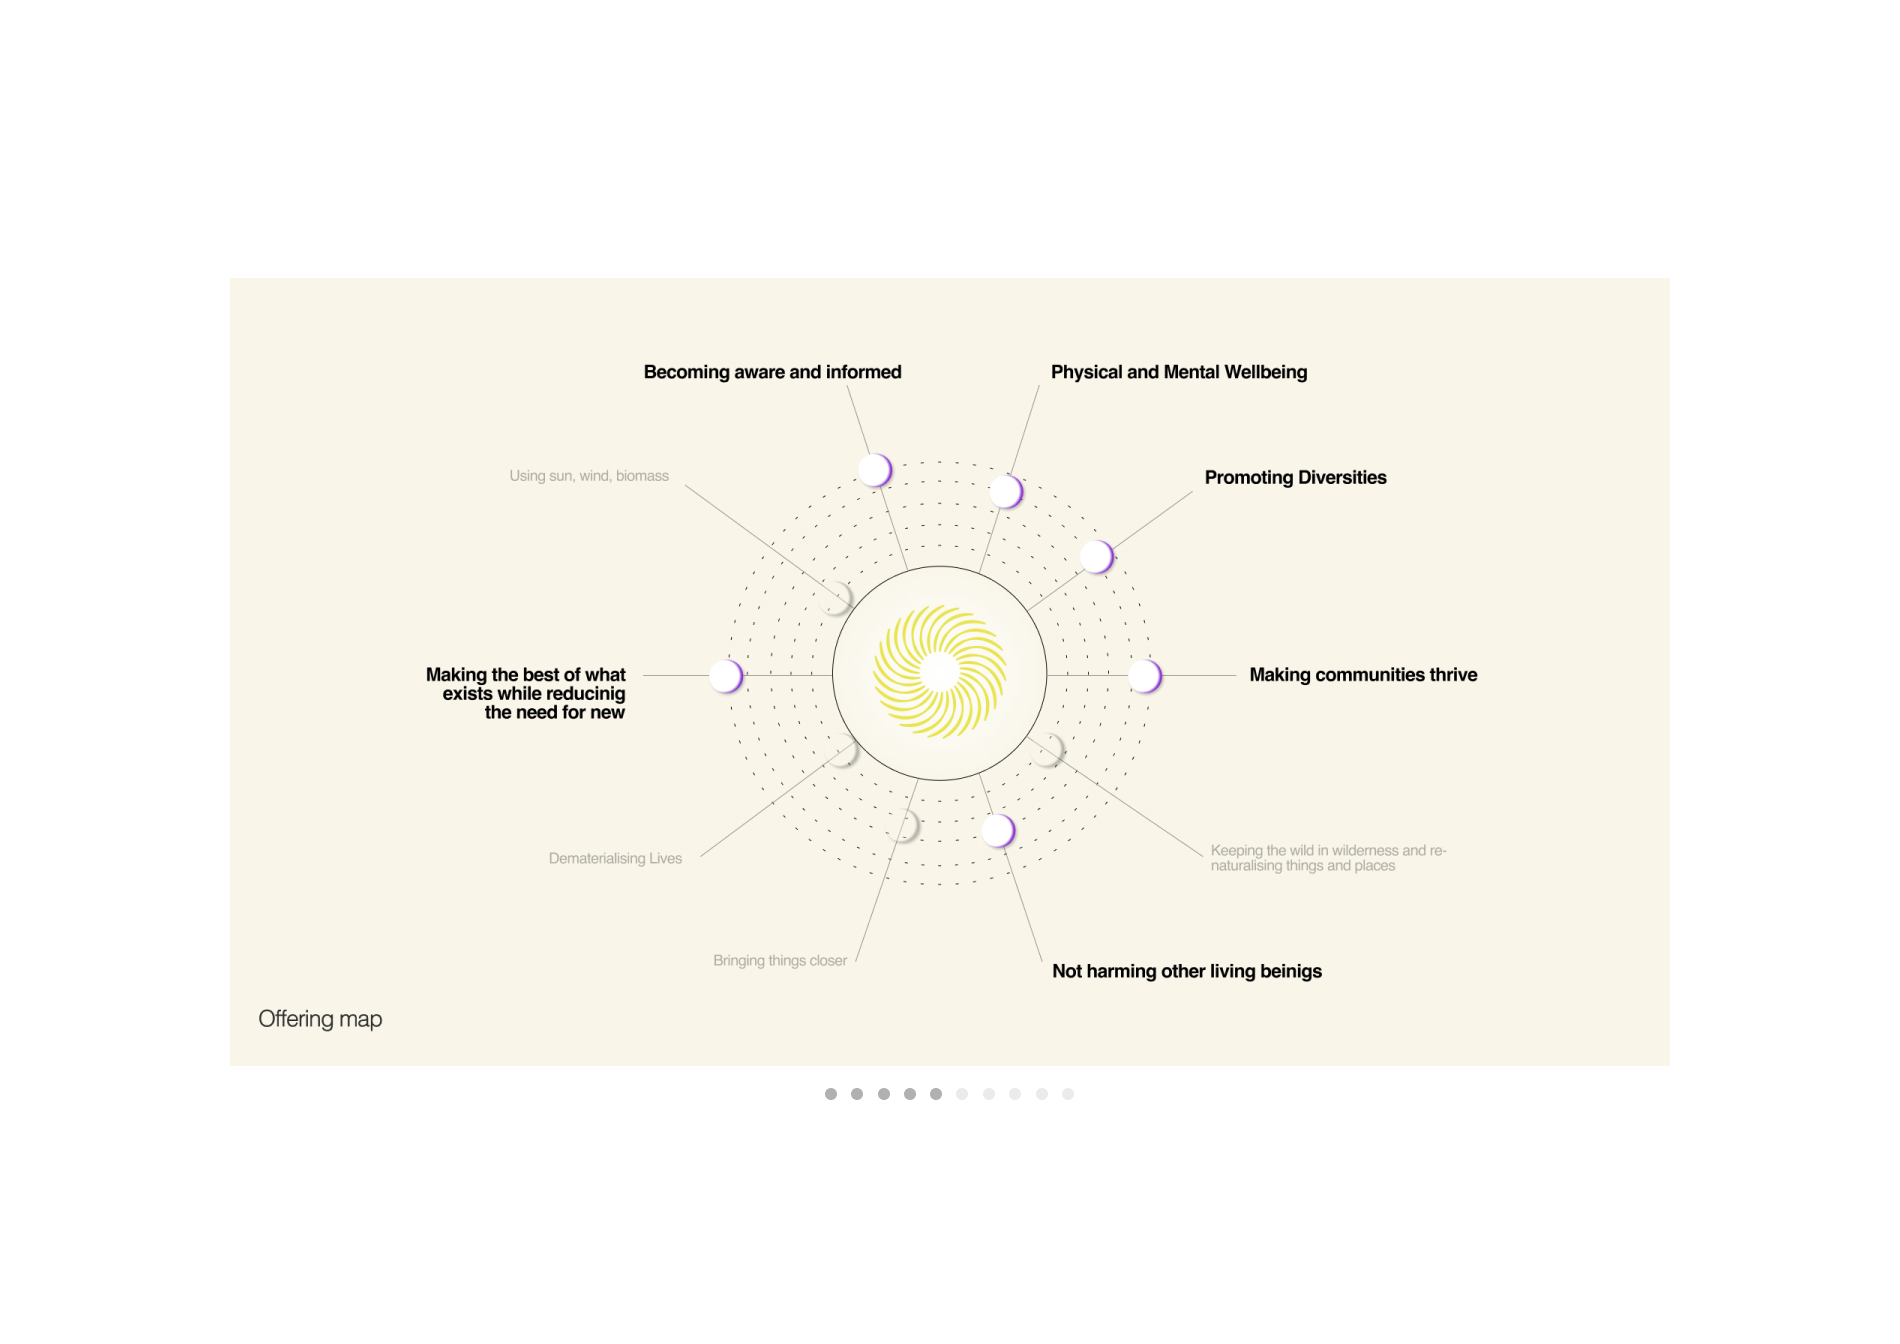 Becoming aware and informed
Physical and Mental Wellbeing
Using sun, wind, biomass
Promoting Diversities
Making the best of what
exists while reducinig
the need for new
Making communities thrive
Dematerialising Lives
Keeping the wild in wilderness and re-
naturalising things and places
Bringing things closer
Not harming other living beinigs
Offering map